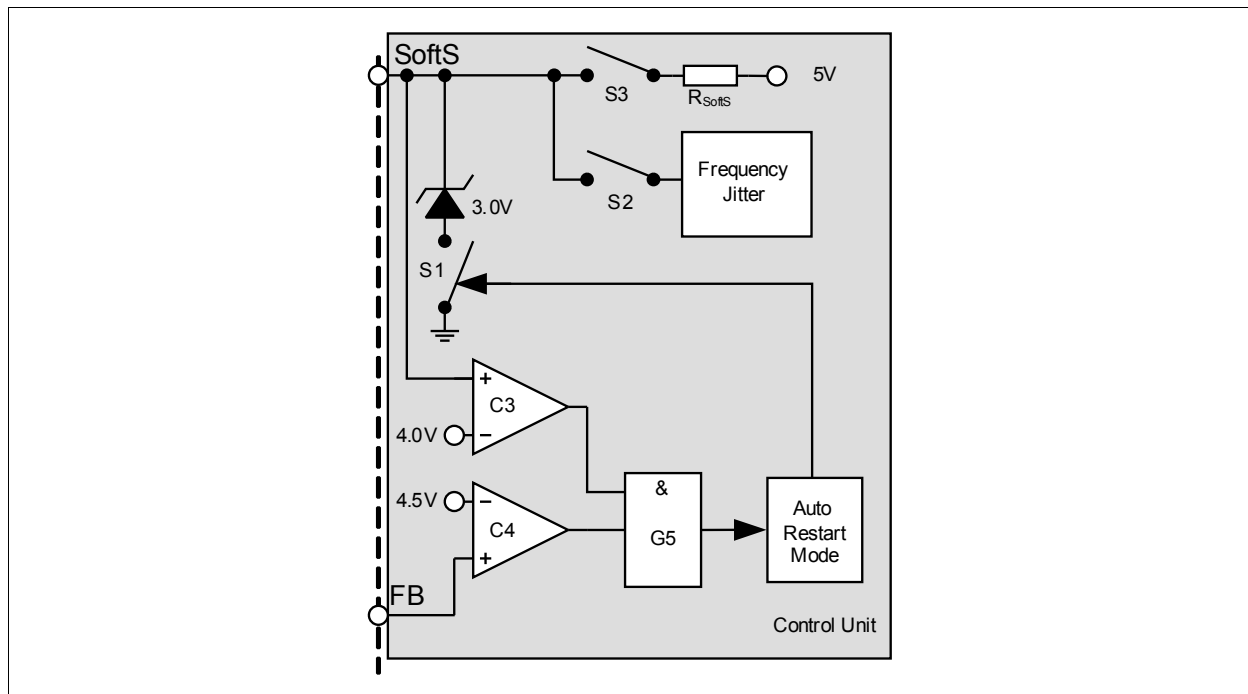 SoftS
5V
S3
RSoftS
Frequency
Jitter
S2
3.0V
S1
+
C3
4.0V
−
&
4.5V
−
C4
G5
Auto
Restart
Mode
+
FB
Control Unit